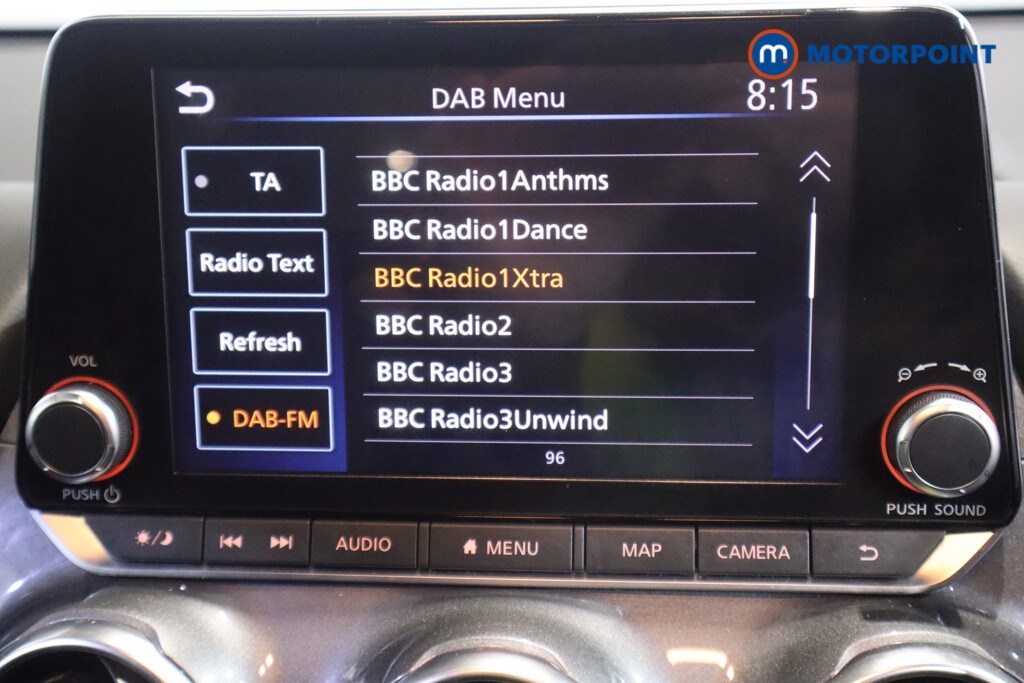 m. MOTORPOINT
DAB Menu
8:15
TA
Radio Text
Refresh
DAB-FM
BBC Radio1Anthms
BBC Radio1Dance
BBC Radio1Xtra
BBC Radio2
BBC Radio3
BBC Radio3Unwind
96
VOL
PUSH
PUSH SOUND
AUDIO
MENU
MAP
CAMERA